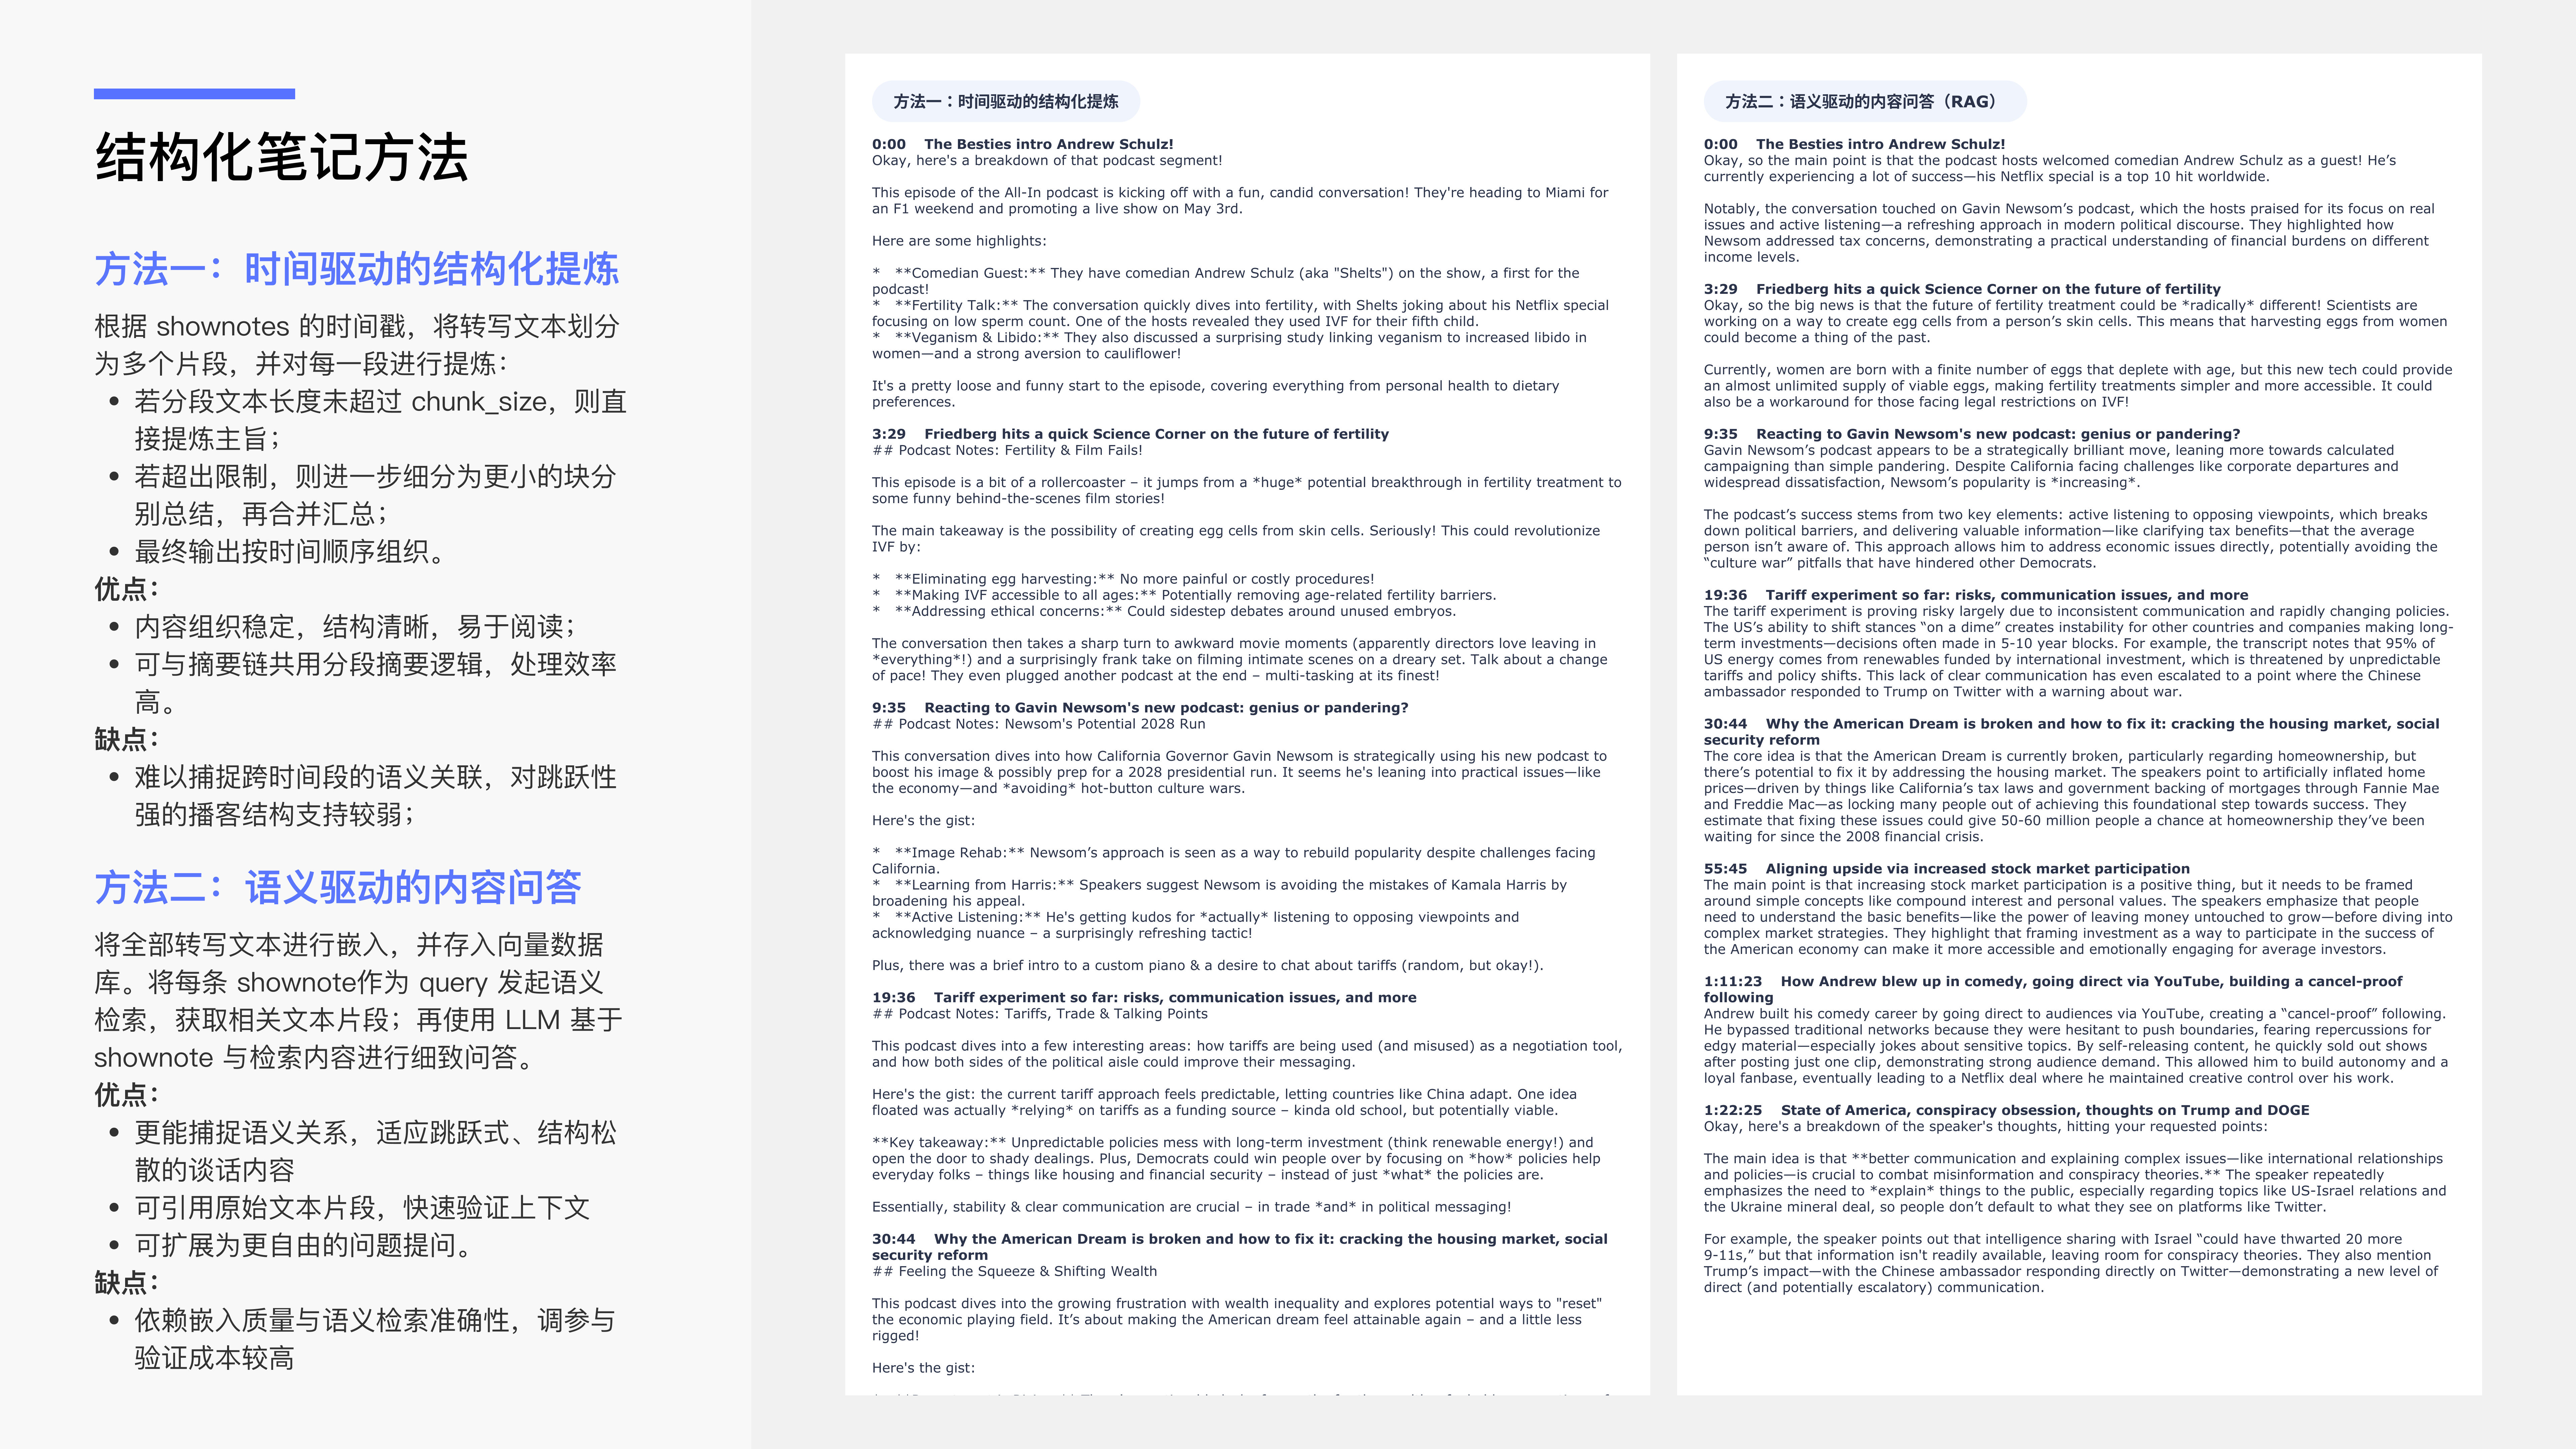 结构化笔记方法
方法一：时间驱动的结构化提炼
根据 shownotes 的时间戳，将转写文本划分
为多个片段，并对每一段进行提炼：
• 若分段文本长度未超过 chunk_size，则直
接提炼主旨；
• 若超出限制，则进一步细分为更小的块分
别总结，再合并汇总；
• 最终输出按时间顺序组织。
优点：
• 内容组织稳定，结构清晰，易于阅读；
• 可与摘要链共用分段摘要逻辑，处理效率
高。
缺点：
• 难以捕捉跨时间段的语义关联，对跳跃性
强的播客结构支持较弱；
方法二：语义驱动的内容问答
将全部转写文本进行嵌入，并存入向量数据
库。将每条 shownote作为 query 发起语义
检索，获取相关文本片段；再使用 LLM 基于
shownote 与检索内容进行细致问答。
优点：
• 更能捕捉语义关系，适应跳跃式、结构松
散的谈话内容
• 可引用原始文本片段，快速验证上下文
• 可扩展为更自由的问题提问。
缺点：
• 依赖嵌入质量与语义检索准确性，调参与
验证成本较高
方法一：时间驱动的结构化提炼
0:00 The Besties intro Andrew Schulz!
Okay, here's a breakdown of that podcast segment!
This episode of the All-In podcast is kicking off with a fun, candid conversation! They're heading to Miami for
an F1 weekend and promoting a live show on May 3rd.
Here are some highlights:
* **Comedian Guest:** They have comedian Andrew Schulz (aka "Shelts") on the show, a first for the
podcast!
* **Fertility Talk:** The conversation quickly dives into fertility, with Shelts joking about his Netflix special
focusing on low sperm count. One of the hosts revealed they used IVF for their fifth child.
* **Veganism & Libido:** They also discussed a surprising study linking veganism to increased libido in
women—and a strong aversion to cauliflower!
It's a pretty loose and funny start to the episode, covering everything from personal health to dietary
preferences.
3:29 Friedberg hits a quick Science Corner on the future of fertility
## Podcast Notes: Fertility & Film Fails!
This episode is a bit of a rollercoaster – it jumps from a *huge* potential breakthrough in fertility treatment to
some funny behind-the-scenes film stories!
The main takeaway is the possibility of creating egg cells from skin cells. Seriously! This could revolutionize
IVF by:
* **Eliminating egg harvesting:** No more painful or costly procedures!
* **Making IVF accessible to all ages:** Potentially removing age-related fertility barriers.
* **Addressing ethical concerns:** Could sidestep debates around unused embryos.
The conversation then takes a sharp turn to awkward movie moments (apparently directors love leaving in
*everything*!) and a surprisingly frank take on filming intimate scenes on a dreary set. Talk about a change
of pace! They even plugged another podcast at the end – multi-tasking at its finest!
9:35 Reacting to Gavin Newsom's new podcast: genius or pandering?
## Podcast Notes: Newsom's Potential 2028 Run
This conversation dives into how California Governor Gavin Newsom is strategically using his new podcast to
boost his image & possibly prep for a 2028 presidential run. It seems he's leaning into practical issues—like
the economy—and *avoiding* hot-button culture wars.
Here's the gist:
* **Image Rehab:** Newsom’s approach is seen as a way to rebuild popularity despite challenges facing
California.
* **Learning from Harris:** Speakers suggest Newsom is avoiding the mistakes of Kamala Harris by
broadening his appeal.
* **Active Listening:** He's getting kudos for *actually* listening to opposing viewpoints and
acknowledging nuance – a surprisingly refreshing tactic!
Plus, there was a brief intro to a custom piano & a desire to chat about tariffs (random, but okay!).
19:36 Tariff experiment so far: risks, communication issues, and more
## Podcast Notes: Tariffs, Trade & Talking Points
This podcast dives into a few interesting areas: how tariffs are being used (and misused) as a negotiation tool,
and how both sides of the political aisle could improve their messaging.
Here's the gist: the current tariff approach feels predictable, letting countries like China adapt. One idea
floated was actually *relying* on tariffs as a funding source – kinda old school, but potentially viable.
**Key takeaway:** Unpredictable policies mess with long-term investment (think renewable energy!) and
open the door to shady dealings. Plus, Democrats could win people over by focusing on *how* policies help
everyday folks – things like housing and financial security – instead of just *what* the policies are.
Essentially, stability & clear communication are crucial – in trade *and* in political messaging!
30:44 Why the American Dream is broken and how to fix it: cracking the housing market, social
security reform
## Feeling the Squeeze & Shifting Wealth
This podcast dives into the growing frustration with wealth inequality and explores potential ways to "reset"
the economic playing field. It’s about making the American dream feel attainable again – and a little less
rigged!
Here's the gist:
方法二：语义驱动的内容问答（RAG）
0:00 The Besties intro Andrew Schulz!
Okay, so the main point is that the podcast hosts welcomed comedian Andrew Schulz as a guest! He’s
currently experiencing a lot of success—his Netflix special is a top 10 hit worldwide.
Notably, the conversation touched on Gavin Newsom’s podcast, which the hosts praised for its focus on real
issues and active listening—a refreshing approach in modern political discourse. They highlighted how
Newsom addressed tax concerns, demonstrating a practical understanding of financial burdens on different
income levels.
3:29 Friedberg hits a quick Science Corner on the future of fertility
Okay, so the big news is that the future of fertility treatment could be *radically* different! Scientists are
working on a way to create egg cells from a person’s skin cells. This means that harvesting eggs from women
could become a thing of the past.
Currently, women are born with a finite number of eggs that deplete with age, but this new tech could provide
an almost unlimited supply of viable eggs, making fertility treatments simpler and more accessible. It could
also be a workaround for those facing legal restrictions on IVF!
9:35 Reacting to Gavin Newsom's new podcast: genius or pandering?
Gavin Newsom’s podcast appears to be a strategically brilliant move, leaning more towards calculated
campaigning than simple pandering. Despite California facing challenges like corporate departures and
widespread dissatisfaction, Newsom’s popularity is *increasing*.
The podcast’s success stems from two key elements: active listening to opposing viewpoints, which breaks
down political barriers, and delivering valuable information—like clarifying tax benefits—that the average
person isn’t aware of. This approach allows him to address economic issues directly, potentially avoiding the
“culture war” pitfalls that have hindered other Democrats.
19:36 Tariff experiment so far: risks, communication issues, and more
The tariff experiment is proving risky largely due to inconsistent communication and rapidly changing policies.
The US’s ability to shift stances “on a dime” creates instability for other countries and companies making long-
term investments—decisions often made in 5-10 year blocks. For example, the transcript notes that 95% of
US energy comes from renewables funded by international investment, which is threatened by unpredictable
tariffs and policy shifts. This lack of clear communication has even escalated to a point where the Chinese
ambassador responded to Trump on Twitter with a warning about war.
30:44 Why the American Dream is broken and how to fix it: cracking the housing market, social
security reform
The core idea is that the American Dream is currently broken, particularly regarding homeownership, but
there’s potential to fix it by addressing the housing market. The speakers point to artificially inflated home
prices—driven by things like California’s tax laws and government backing of mortgages through Fannie Mae
and Freddie Mac—as locking many people out of achieving this foundational step towards success. They
estimate that fixing these issues could give 50-60 million people a chance at homeownership they’ve been
waiting for since the 2008 financial crisis.
55:45 Aligning upside via increased stock market participation
The main point is that increasing stock market participation is a positive thing, but it needs to be framed
around simple concepts like compound interest and personal values. The speakers emphasize that people
need to understand the basic benefits—like the power of leaving money untouched to grow—before diving into
complex market strategies. They highlight that framing investment as a way to participate in the success of
the American economy can make it more accessible and emotionally engaging for average investors.
1:11:23 How Andrew blew up in comedy, going direct via YouTube, building a cancel-proof
following
Andrew built his comedy career by going direct to audiences via YouTube, creating a “cancel-proof” following.
He bypassed traditional networks because they were hesitant to push boundaries, fearing repercussions for
edgy material—especially jokes about sensitive topics. By self-releasing content, he quickly sold out shows
after posting just one clip, demonstrating strong audience demand. This allowed him to build autonomy and a
loyal fanbase, eventually leading to a Netflix deal where he maintained creative control over his work.
1:22:25 State of America, conspiracy obsession, thoughts on Trump and DOGE
Okay, here's a breakdown of the speaker's thoughts, hitting your requested points:
The main idea is that **better communication and explaining complex issues—like international relationships
and policies—is crucial to combat misinformation and conspiracy theories.** The speaker repeatedly
emphasizes the need to *explain* things to the public, especially regarding topics like US-Israel relations and
the Ukraine mineral deal, so people don’t default to what they see on platforms like Twitter.
For example, the speaker points out that intelligence sharing with Israel “could have thwarted 20 more
9-11s,” but that information isn't readily available, leaving room for conspiracy theories. They also mention
Trump’s impact—with the Chinese ambassador responding directly on Twitter—demonstrating a new level of
direct (and potentially escalatory) communication.